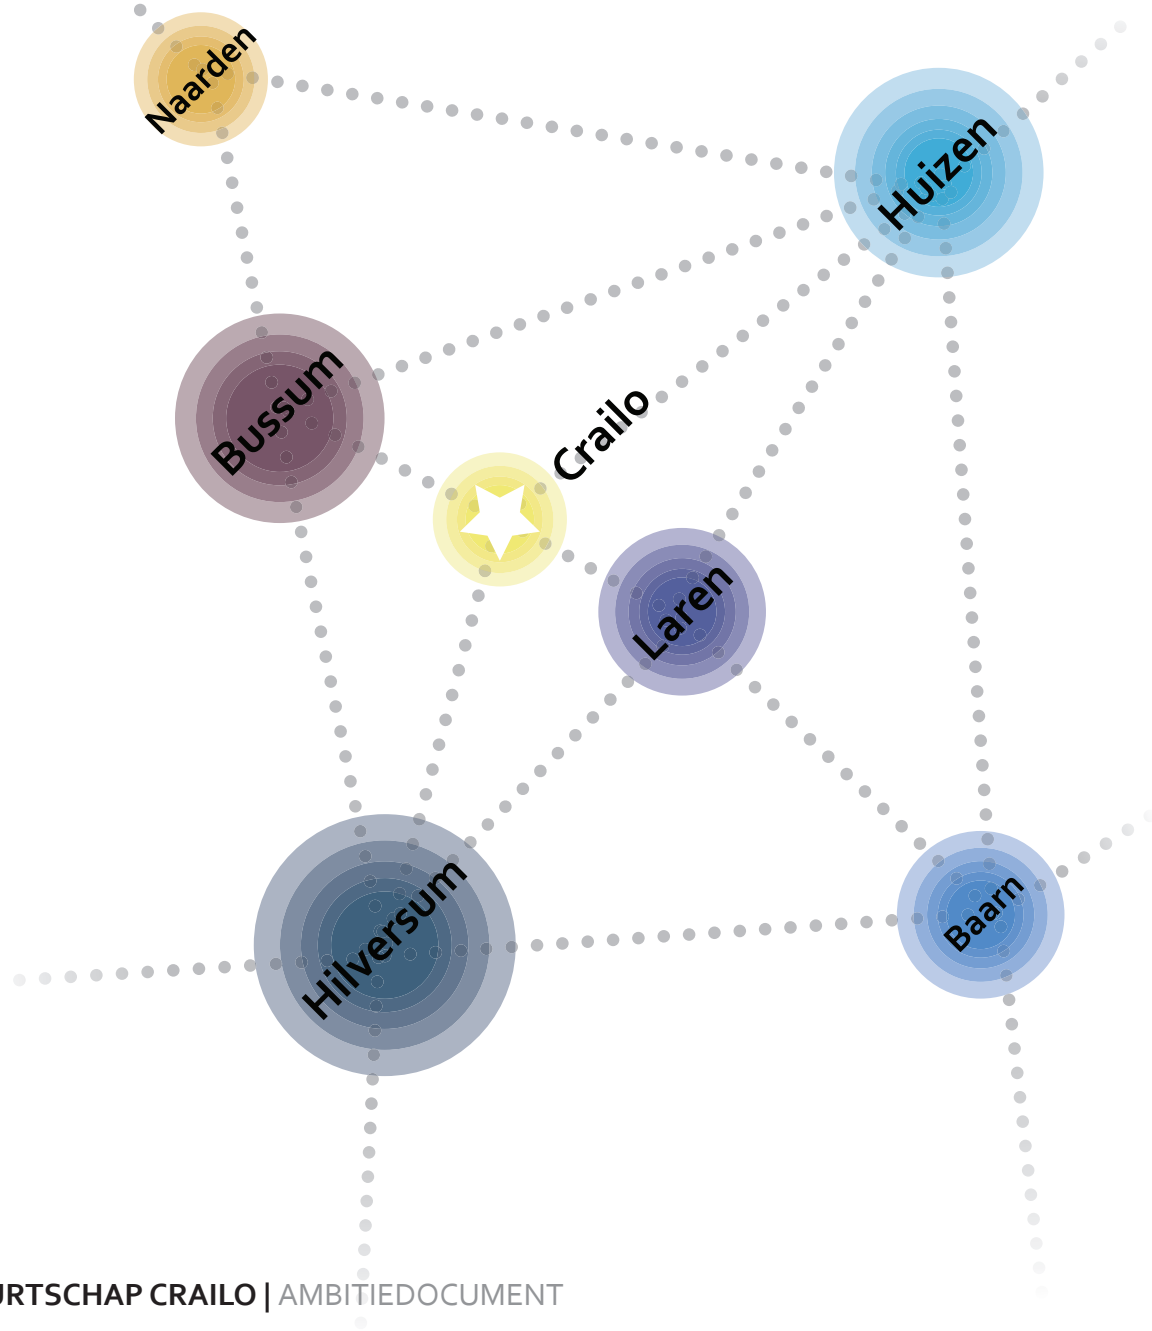 Naarden
Huizen
Bussum
Crailo
Laren
Hilversum
Baarn
URTSCHAP CRAILO | AMBITIEDOCUMENT